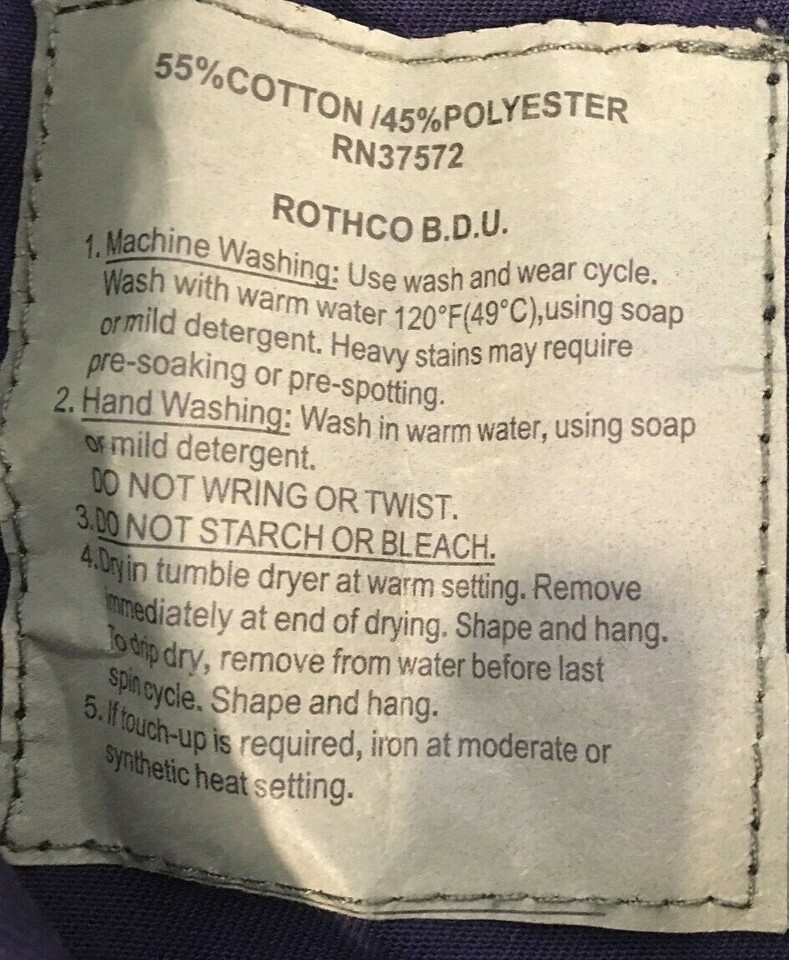 55%COTTON /45%POLYESTER
RN37572
ROTHCO B.D.U.
1. Machine Washing: Use wash and wear cycle.
Wash with warm water 120°F(49°C),using soap
or mild detergent. Heavy stains may require
pre-soaking or pre-spotting.
2. Hand Washing: Wash in warm water, using soap
or mild detergent.
DO NOT WRING OR TWIST.
3.DO NOT STARCH OR BLEACH.
4.Dry in tumble dryer at warm setting. Remove
immediately at end of drying. Shape and hang.
To drip dry, remove from water before last
spin cycle. Shape and hang.
5. If touch-up is required, iron at moderate or
synthetic heat setting.